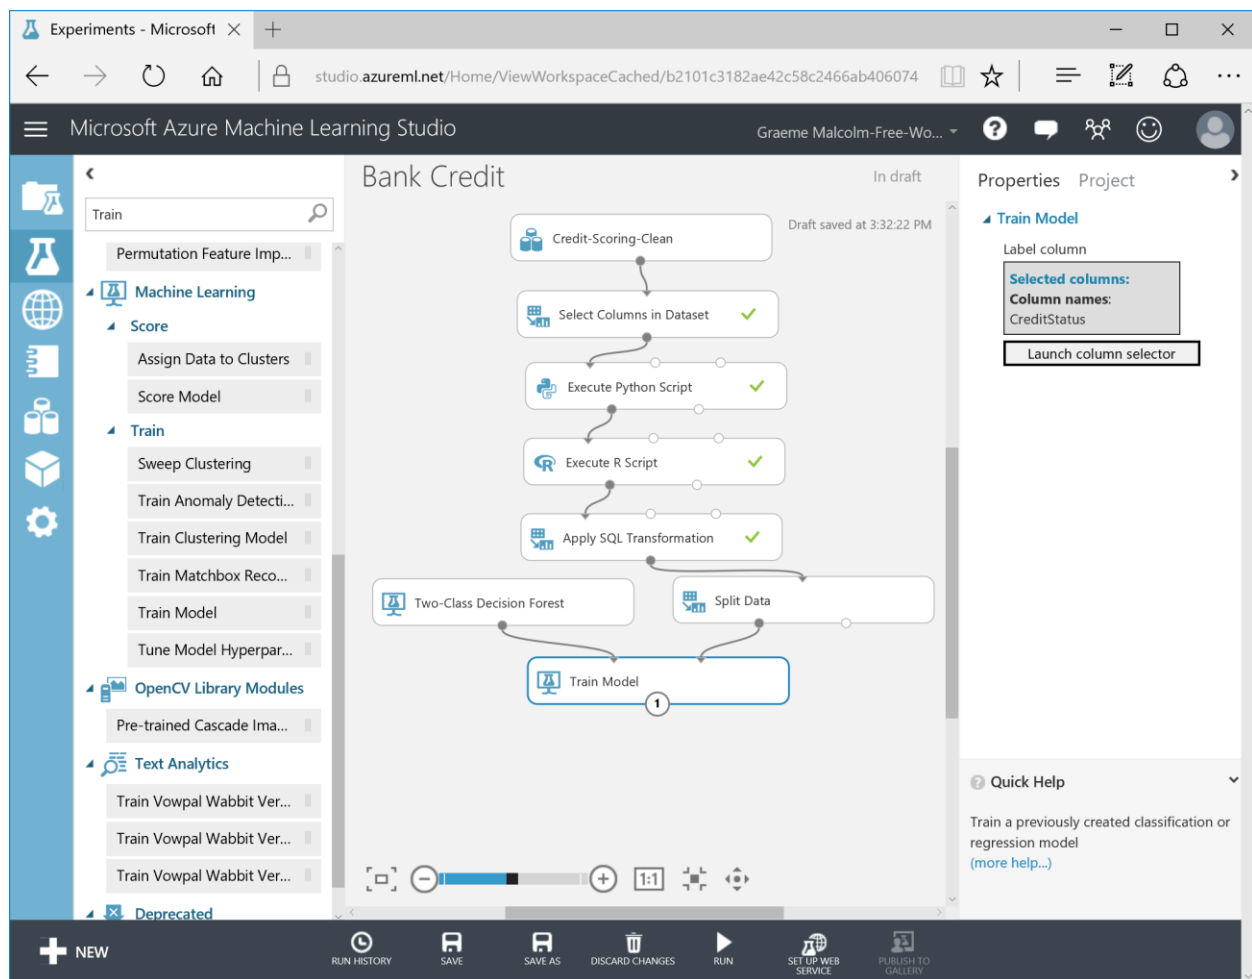 Experiments - Microsoft
studio.azureml.net/Home/ViewWorkspaceCached/b2101c3182ae42c58c2466ab406074
Microsoft Azure Machine Learning Studio
Graeme Malcolm-Free-Wo...
Train
Permutation Feature Imp...
Machine Learning
Score
Assign Data to Clusters
Score Model
Train
Sweep Clustering
Train Anomaly Detecti...
Train Clustering Model
Train Matchbox Reco...
Train Model
Tune Model Hyperpar...
OpenCV Library Modules
Pre-trained Cascade Ima...
Text Analytics
Train Vowpal Wabbit Ver...
Train Vowpal Wabbit Ver...
Train Vowpal Wabbit Ver...
Deprecated
Bank Credit
In draft
Draft saved at 3:32:22 PM
Credit-Scoring-Clean
Select Columns in Dataset
Execute Python Script
Execute R Script
Apply SQL Transformation
Two-Class Decision Forest
Split Data
Train Model
1
1:1
Properties Project
Train Model
Label column
Selected columns:
Column names:
CreditStatus
Launch column selector
Quick Help
Train a previously created classification or
regression model
(more help...)
NEW
RUN HISTORY
SAVE
SAVE AS
DISCARD CHANGES
RUN
SET UP WEB
SERVICE
PUBLISH TO
GALLERY